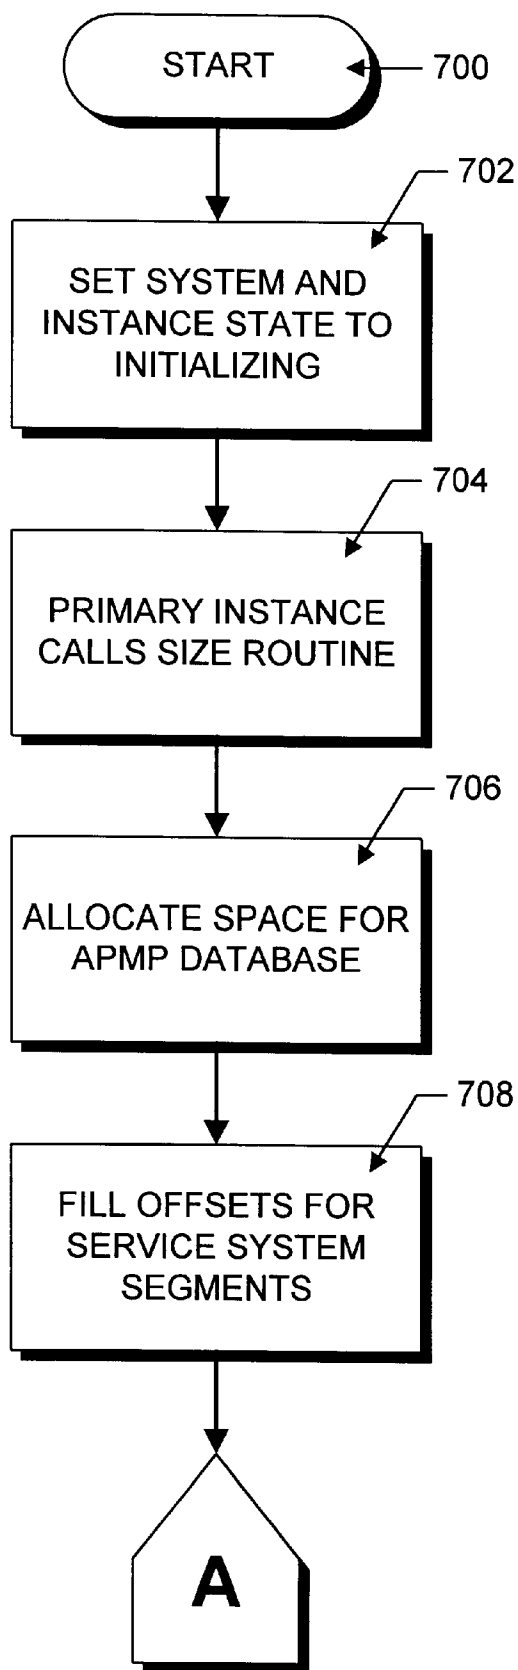 START
700
702
SET SYSTEM AND
INSTANCE STATE TO
INITIALIZING
704
PRIMARY INSTANCE
CALLS SIZE ROUTINE
706
ALLOCATE SPACE FOR
APMP DATABASE
708
FILL OFFSETS FOR
SERVICE SYSTEM
SEGMENTS
A